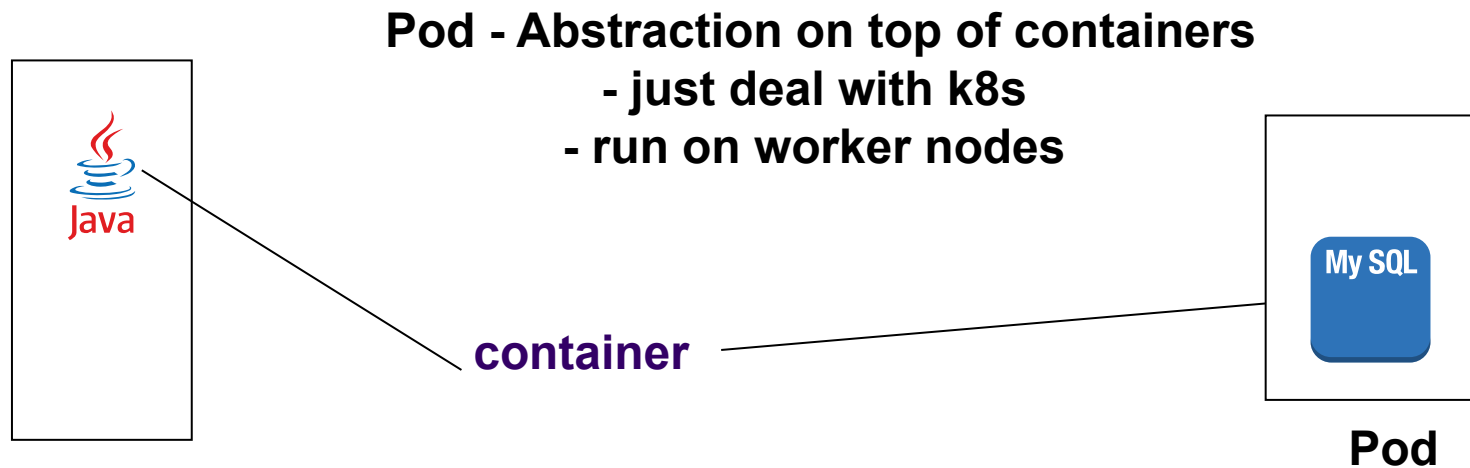 Pod - Abstraction on top of containers
- just deal with k8s
- run on worker nodes
Java
My SQL
container
Pod